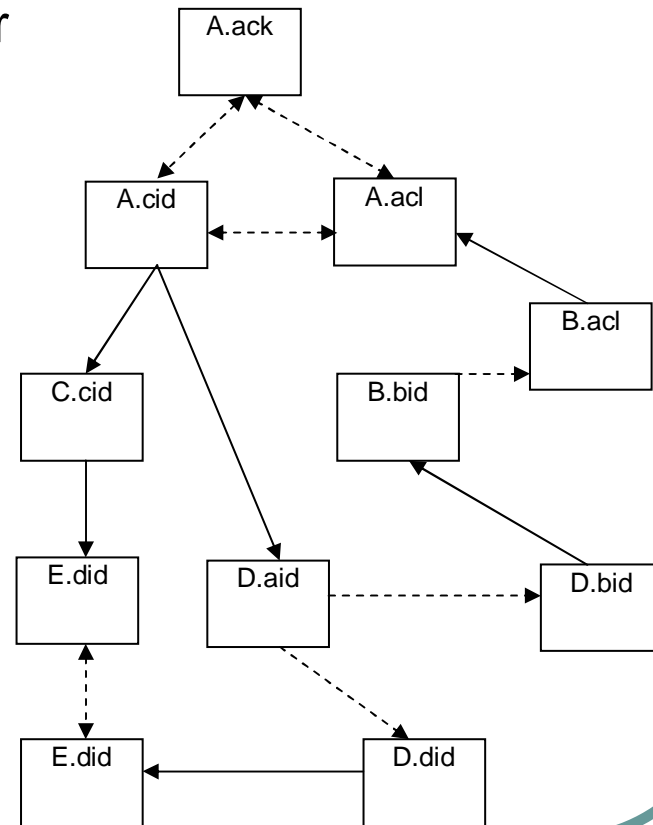 r
A.ack
A.cid
A.acl
B.acl
C.cid
B.bid
E.did
D.aid
D.bid
E.did
D.did